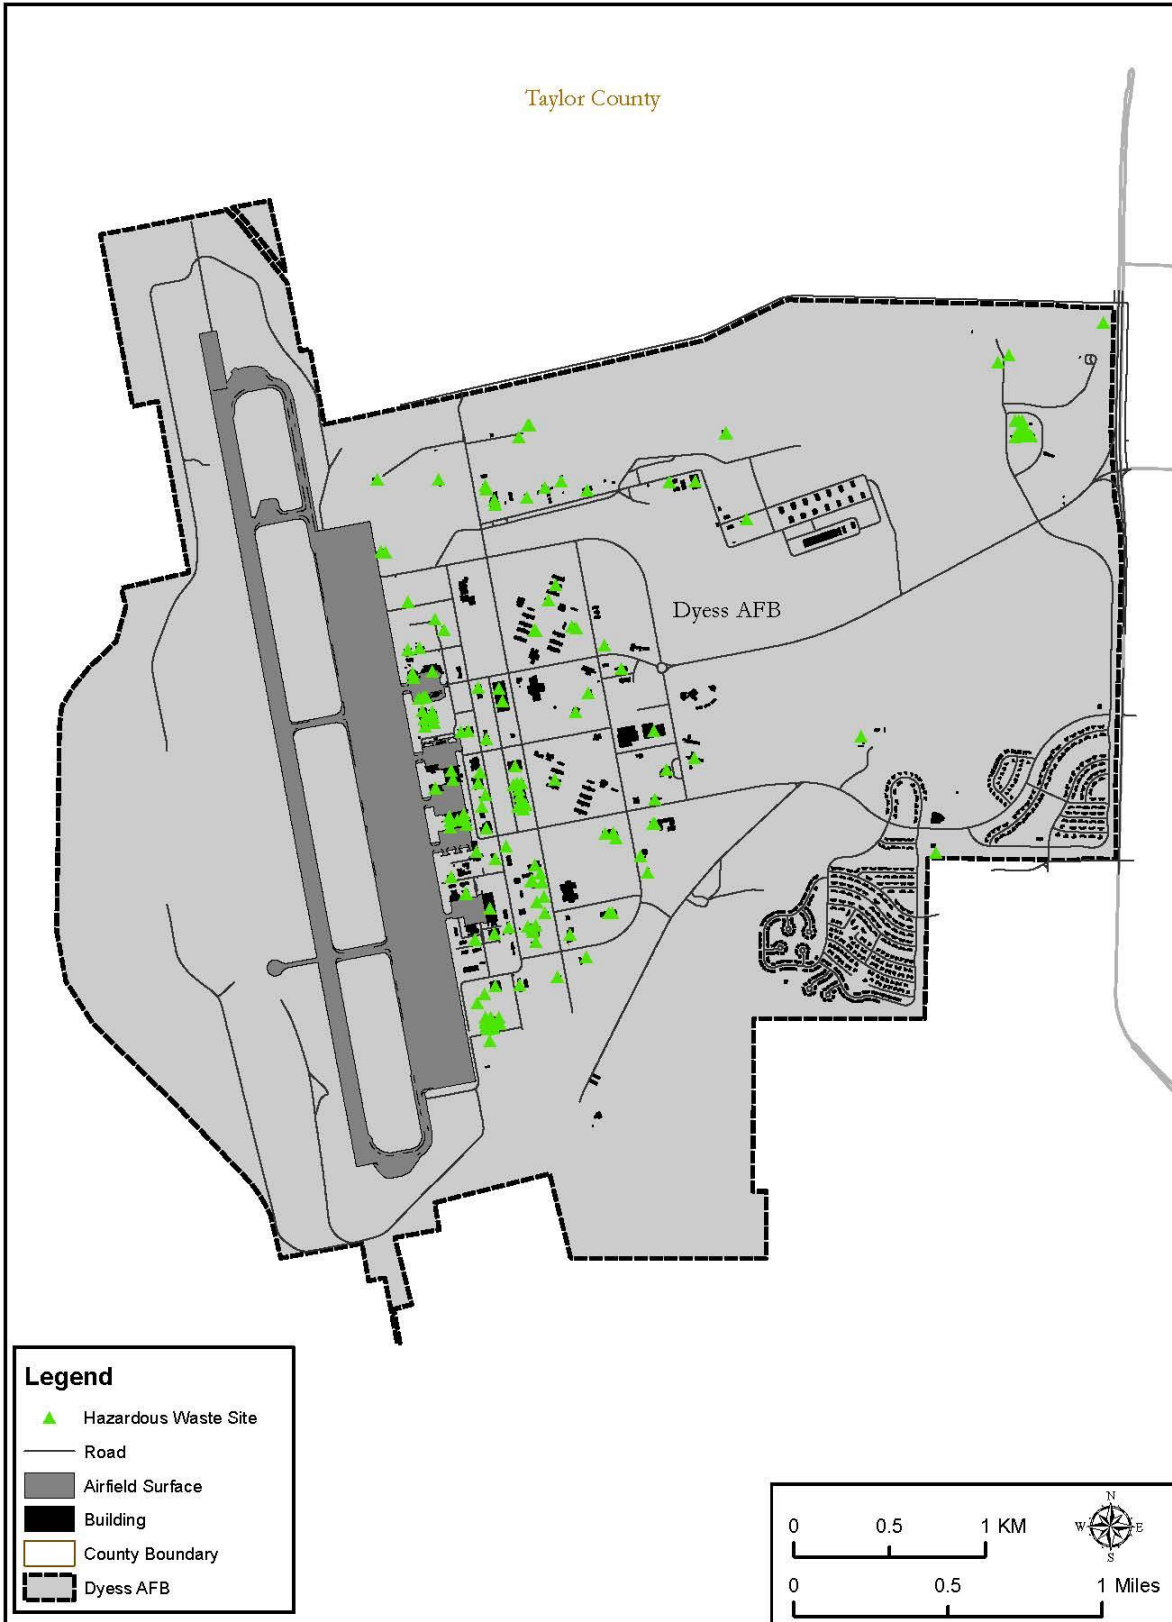 Taylor County
Dyess AFB
Legend
Hazardous Waste Site
Road
Airfield Surface
Building
County Boundary
Dyess AFB
N
W E
S
0 0.5 1 KM
0 0.5 1 Miles